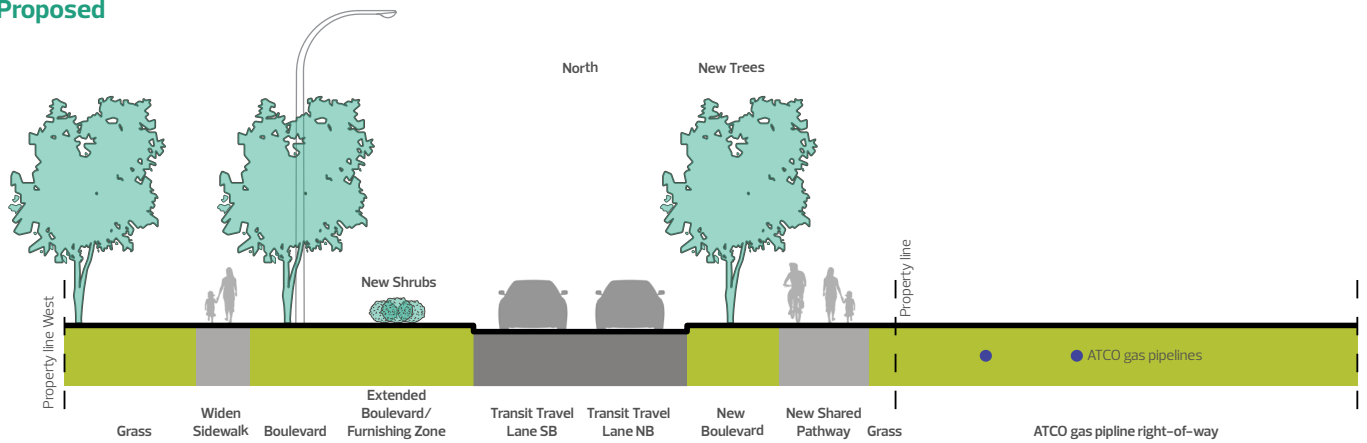 Proposed
North
New Trees
New Shrubs
Property line West
Property line
ATCO gas pipelines
Grass
Widen
Sidewalk
Boulevard
Extended
Boulevard/
Furnishing Zone
Transit Travel
Lane SB
Transit Travel
Lane NB
New
Boulevard
New Shared
Pathway
Grass
ATCO gas pipline right-of-way